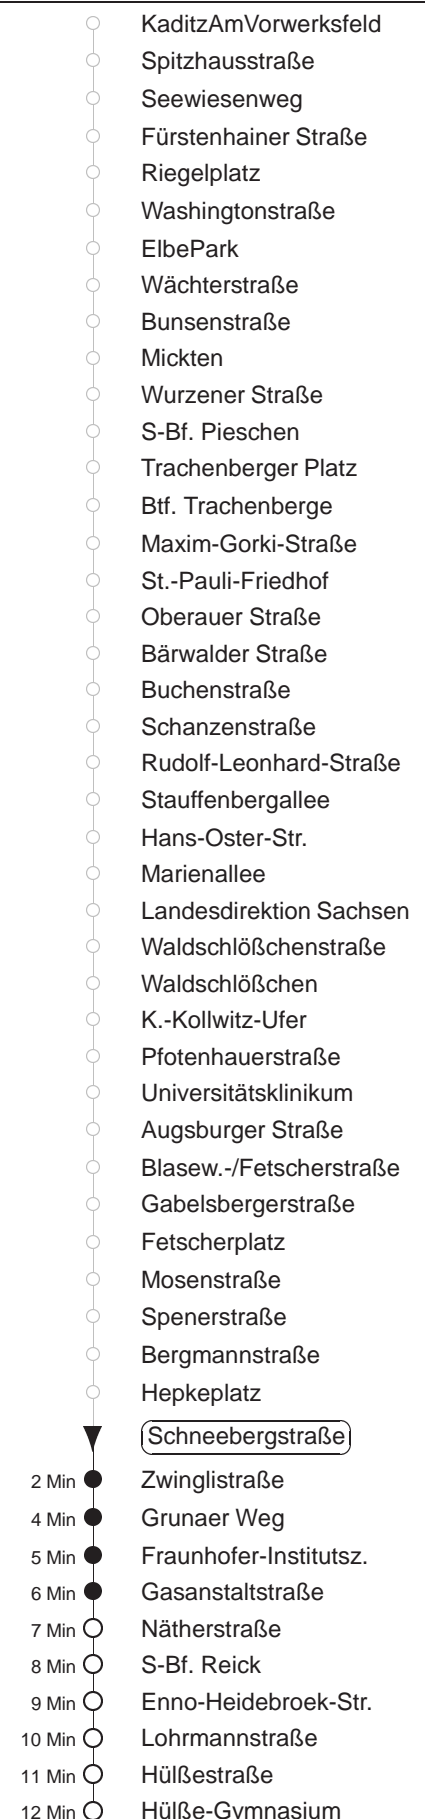 KaditzAmVorwerksfeld
Spitzhausstraße
Seewiesenweg
Fürstenhainer Straße
Riegelplatz
Washingtonstraße
ElbePark
Wächterstraße
Bunsenstraße
Mickten
Wurzener Straße
S-Bf. Pieschen
Trachenberger Platz
Btf. Trachenberge
Maxim-Gorki-Straße
St.-Pauli-Friedhof
Oberauer Straße
Bärwalder Straße
Buchenstraße
Schanzenstraße
Rudolf-Leonhard-Straße
Stauffenbergallee
Hans-Oster-Str.
Marienallee
Landesdirektion Sachsen
Waldschlößchenstraße
Waldschlößchen
K.-Kollwitz-Ufer
Pfotenhauerstraße
Universitätsklinikum
Augsburger Straße
Blasew.-/Fetscherstraße
Gabelsbergerstraße
Fetscherplatz
Mosenstraße
Spenerstraße
Bergmannstraße
Hepkeplatz
Schneebergstraße
2 Min Zwinglistraße
4 Min Grunaer Weg
5 Min Fraunhofer-Institutsz.
6 Min Gasanstaltstraße
7 Min Nätherstraße
8 Min S-Bf. Reick
9 Min Enno-Heidebroek-Str.
10 Min Lohrmannstraße
11 Min Hülßestraße
12 Min Hülße-Gymnasium